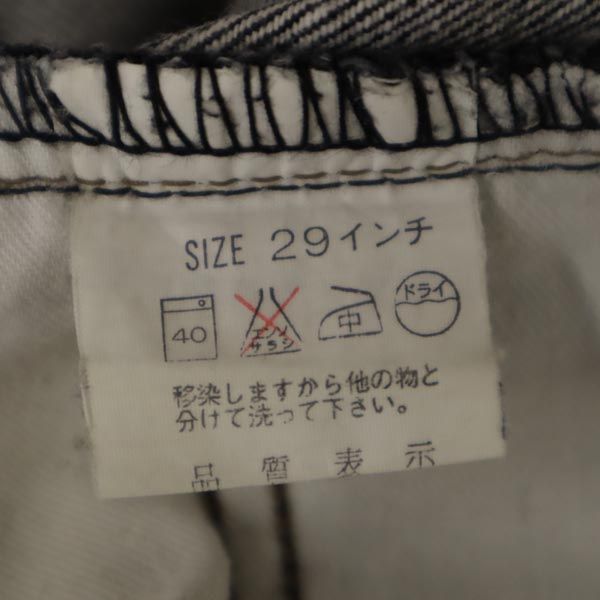 SIZE 29インチ
40 エンソサラシ 中 ドライ
移染しますから他の物と
分けて洗って下さい。
品質表示